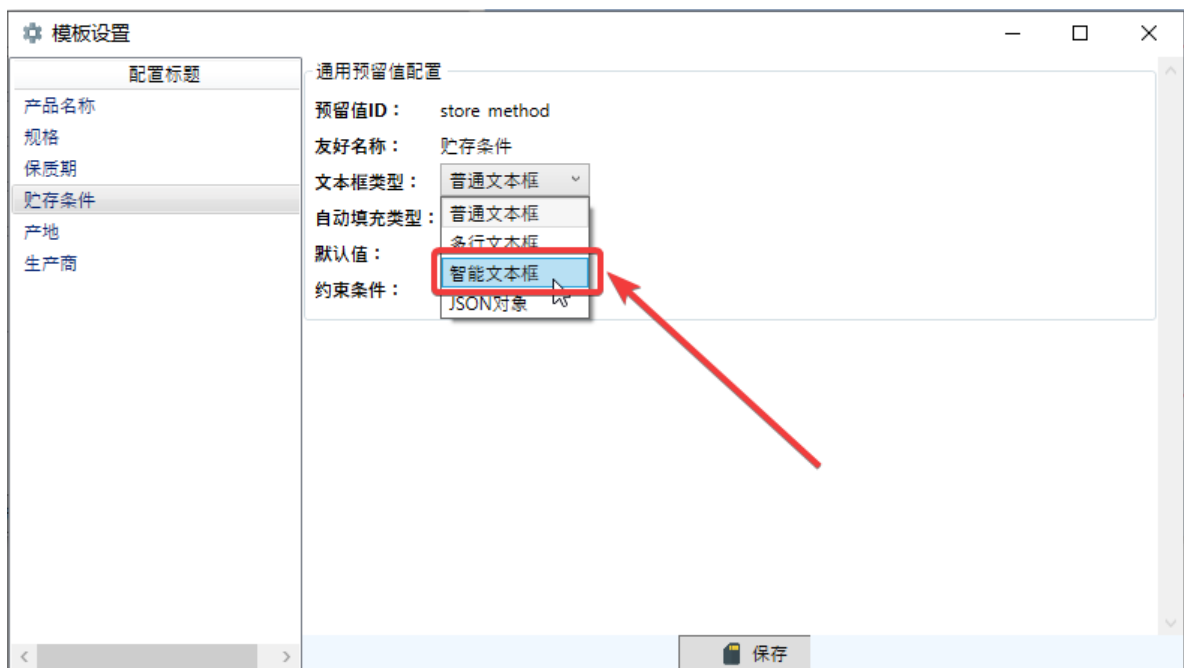 模板设置
配置标题
产品名称
规格
保质期
贮存条件
产地
生产商
通用预留值配置
预留值ID： store method
友好名称： 贮存条件
文本框类型： 普通文本框
自动填充类型：
默认值：
约束条件：
普通文本框
多行文本框
智能文本框
JSON对象
保存